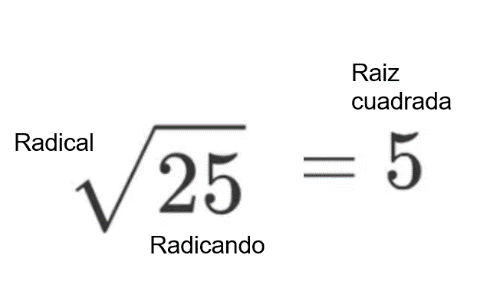 Raiz
cuadrada
Radical
√25 = 5
Radicando